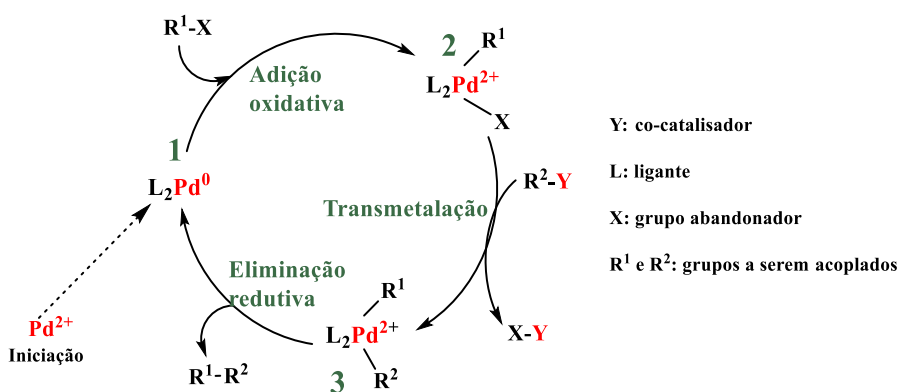 R¹-X
Adição
oxidativa
2
R¹
L₂Pd²⁺
X
R²-Y
Transmetalação
X-Y
R¹
L₂Pd²⁺
R²
3
Eliminação
redutiva
R¹-R²
1
L₂Pd⁰
Pd²⁺
Iniciação
Y: co-catalisador
L: ligante
X: grupo abandonador
R¹ e R²: grupos a serem acoplados